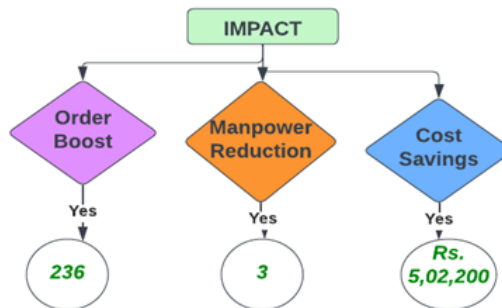 IMPACT
Order
Boost
Manpower
Reduction
Cost
Savings
Yes
Yes
Yes
236
3
Rs.
5,02,200